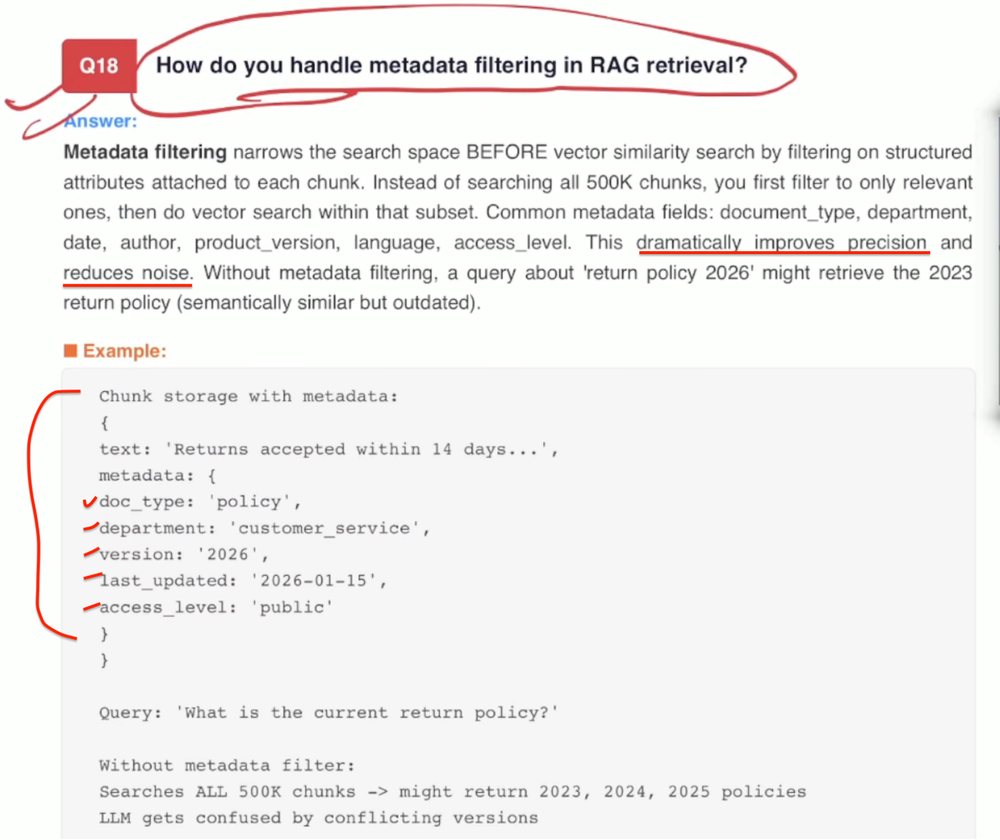 Q18 How do you handle metadata filtering in RAG retrieval?
Answer:
Metadata filtering narrows the search space BEFORE vector similarity search by filtering on structured
attributes attached to each chunk. Instead of searching all 500K chunks, you first filter to only relevant
ones, then do vector search within that subset. Common metadata fields: document_type, department,
date, author, product_version, language, access_level. This dramatically improves precision and
reduces noise. Without metadata filtering, a query about 'return policy 2026' might retrieve the 2023
return policy (semantically similar but outdated).
Example:
Chunk storage with metadata:
{
text: 'Returns accepted within 14 days...',
metadata: {
doc_type: 'policy',
department: 'customer_service',
version: '2026',
last_updated: '2026-01-15',
access_level: 'public'
}
}
Query: 'What is the current return policy?'
Without metadata filter:
Searches ALL 500K chunks -> might return 2023, 2024, 2025 policies
LLM gets confused by conflicting versions